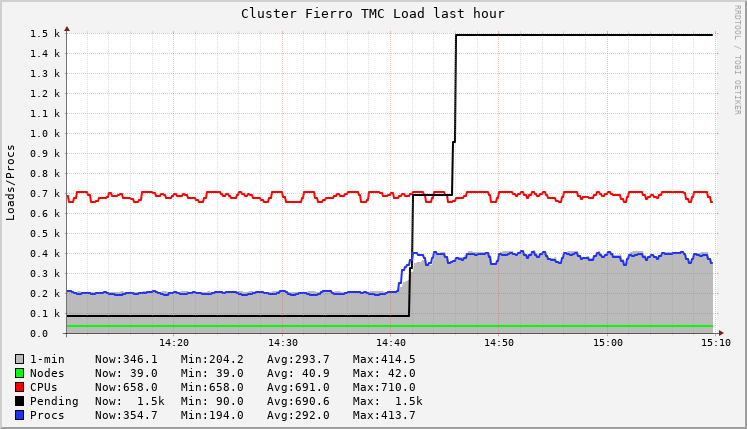 Cluster Fierro TMC Load last hour
RRDTOOL / TOBI OETIKER
Loads/Procs
1.5 k
1.4 k
1.3 k
1.2 k
1.1 k
1.0 k
0.9 k
0.8 k
0.7 k
0.6 k
0.5 k
0.4 k
0.3 k
0.2 k
0.1 k
0.0
14:20 14:30 14:40 14:50 15:00 15:10
1-min Now:346.1 Min:204.2 Avg:293.7 Max:414.5
Nodes Now: 39.0 Min: 39.0 Avg: 40.9 Max: 42.0
CPUs Now:658.0 Min:658.0 Avg:691.0 Max:710.0
Pending Now: 1.5k Min: 90.0 Avg:690.6 Max: 1.5k
Procs Now:354.7 Min:194.0 Avg:292.0 Max:413.7